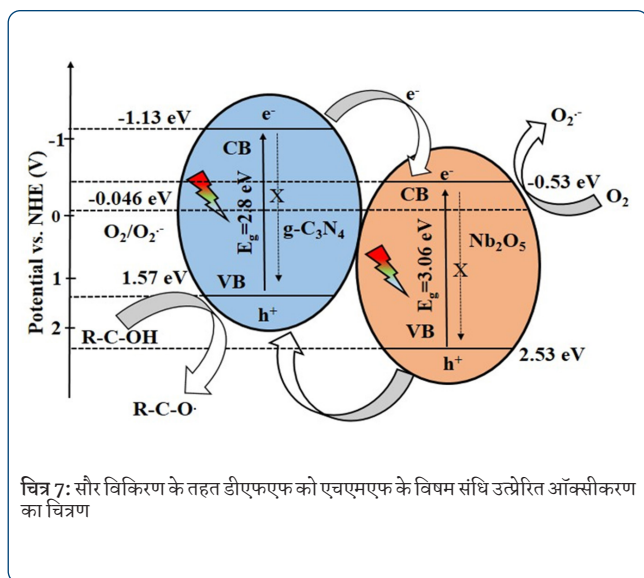 e⁻
-1.13 eV
e⁻
O₂·⁻
CB
-1
e⁻
-0.53 eV
CB
O₂
-0.046 eV
X
Eg=2.8 eV
g-C₃N₄
Nb₂O₅
0
O₂/O₂·⁻
Eg=3.06 eV
X
1.57 eV
VB
1
h⁺
VB
2
R-C-OH
h⁺
2.53 eV
R-C-O·
Potential vs. NHE (V)
चित्र 7: सौर विकिरण के तहत डीएफएफ को एचएमएफ के विषम संधि उत्प्रेरित ऑक्सीकरण
का चित्रण